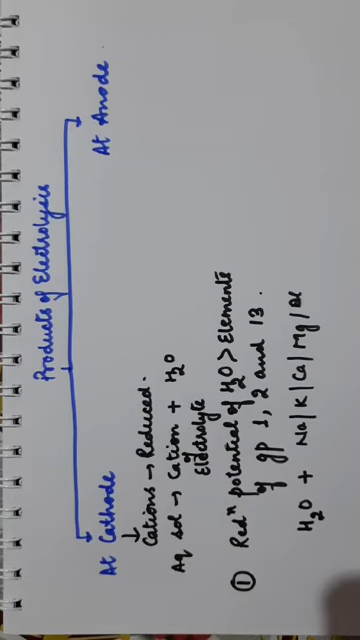 Products of Electrolysis
At Cathode
At Anode
Cations → Reduced.
Aq sol → Cation + H₂O
of
Electrolyte
① Redⁿ potential of H₂O > Elements
of gp 1, 2 and 13.
H₂O + Na/K/Ca/Mg/Al